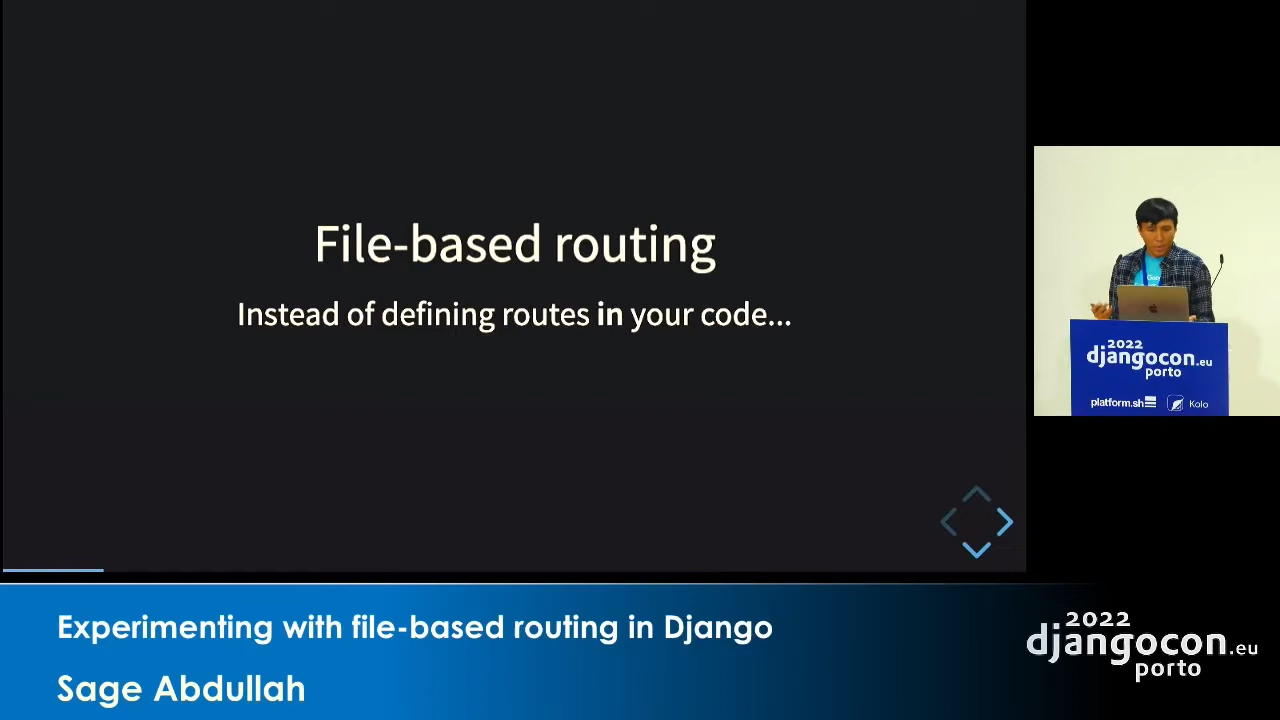 File-based routing
Instead of defining routes in your code...
2022
djangocon.eu
porto
platform.sh
Kolo
Experimenting with file-based routing in Django
Sage Abdullah
2022
djangocon.eu
porto